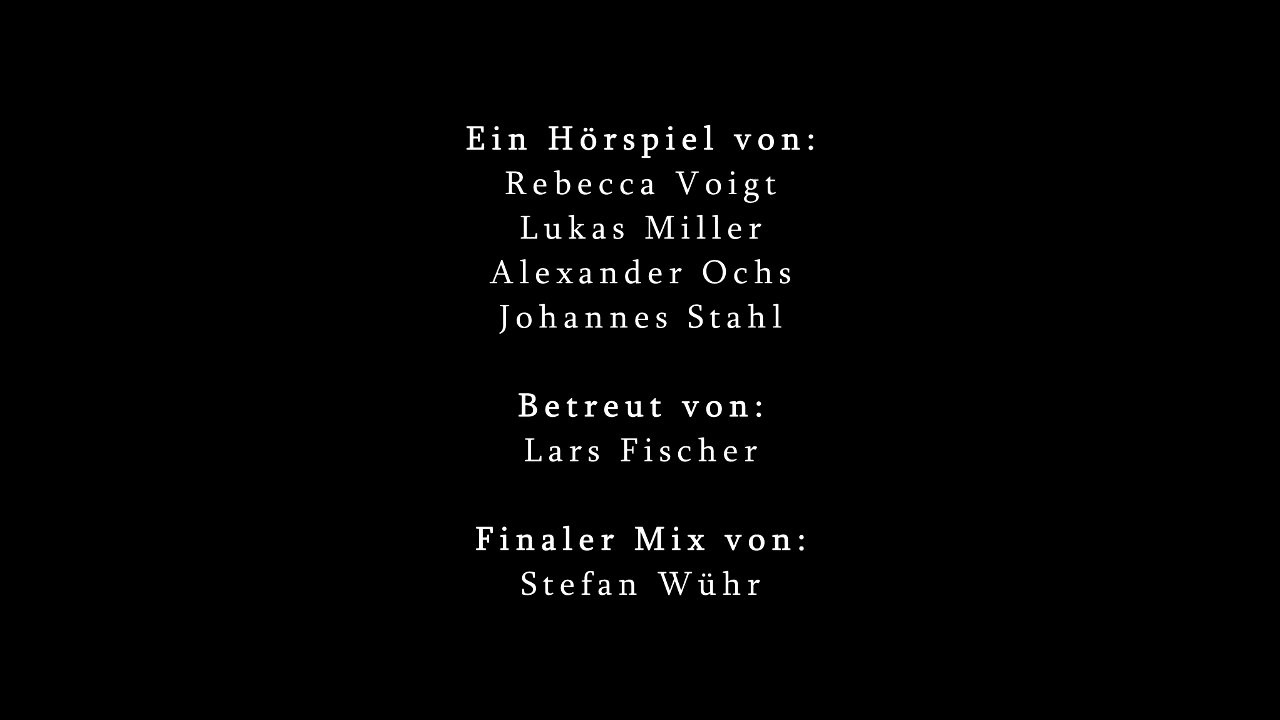 Ein Hörspiel von:
Rebecca Voigt
Lukas Miller
Alexander Ochs
Johannes Stahl
Betreut von:
Lars Fischer
Finaler Mix von:
Stefan Wühr